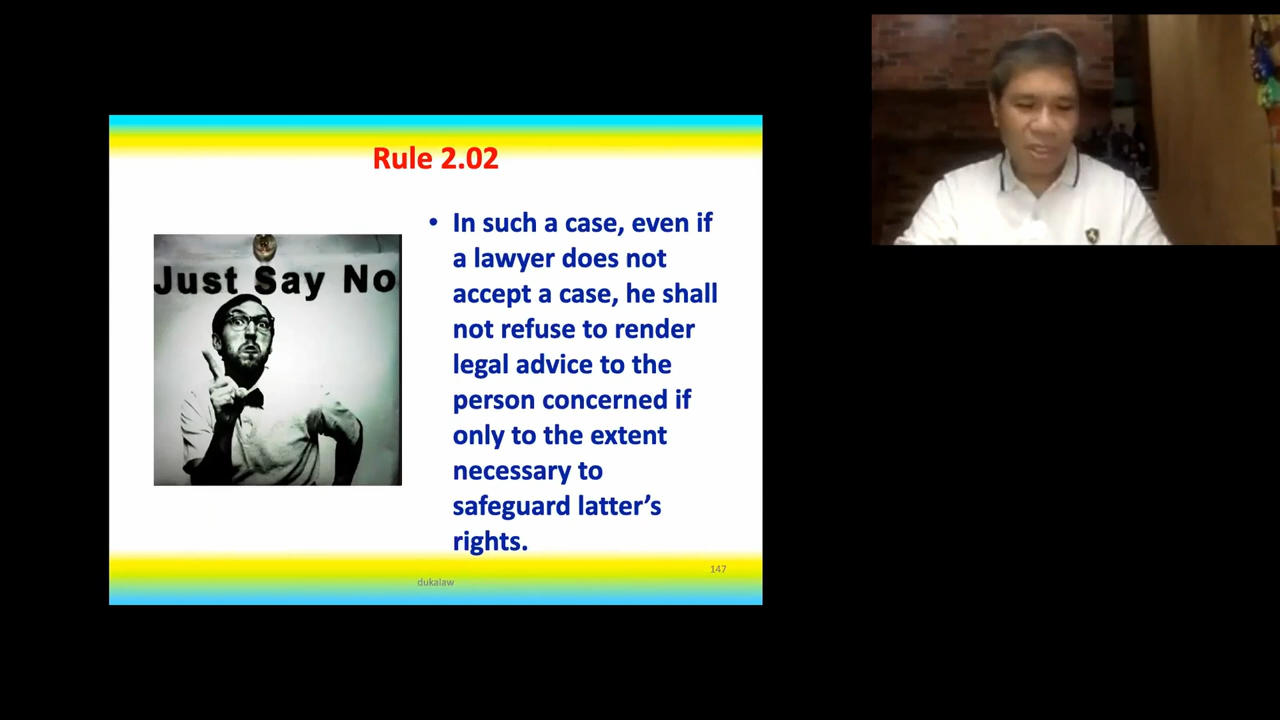 Rule 2.02
Just Say No
• In such a case, even if
a lawyer does not
accept a case, he shall
not refuse to render
legal advice to the
person concerned if
only to the extent
necessary to
safeguard latter’s
rights.
147
dukalaw